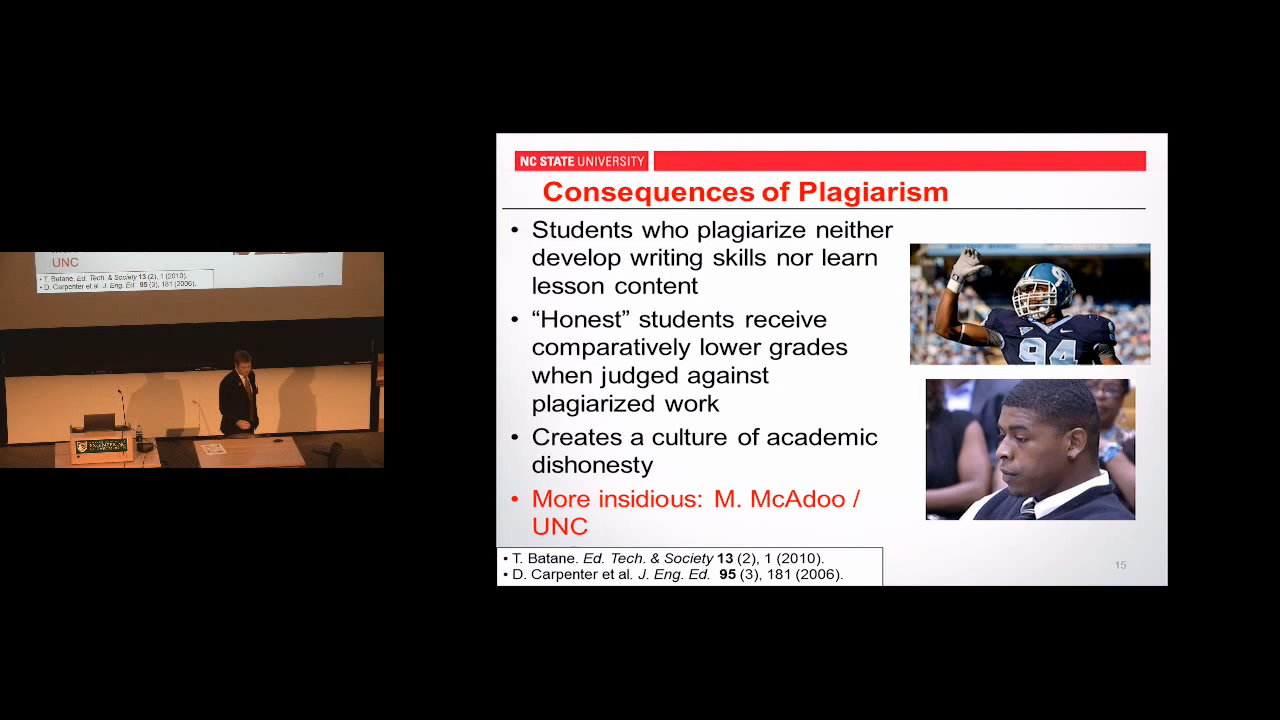 NC STATE UNIVERSITY
Consequences of Plagiarism
• Students who plagiarize neither
develop writing skills nor learn
lesson content
• “Honest” students receive
comparatively lower grades
when judged against
plagiarized work
• Creates a culture of academic
dishonesty
• More insidious: M. McAdoo /
UNC
• T. Batane. Ed. Tech. & Society 13 (2), 1 (2010).
• D. Carpenter et al. J. Eng. Ed. 95 (3), 181 (2006).
15
94
UNC
• T. Batane. Ed. Tech. & Society 13 (2), 1 (2010).
• D. Carpenter et al. J. Eng. Ed 95 (3), 181 (2006).